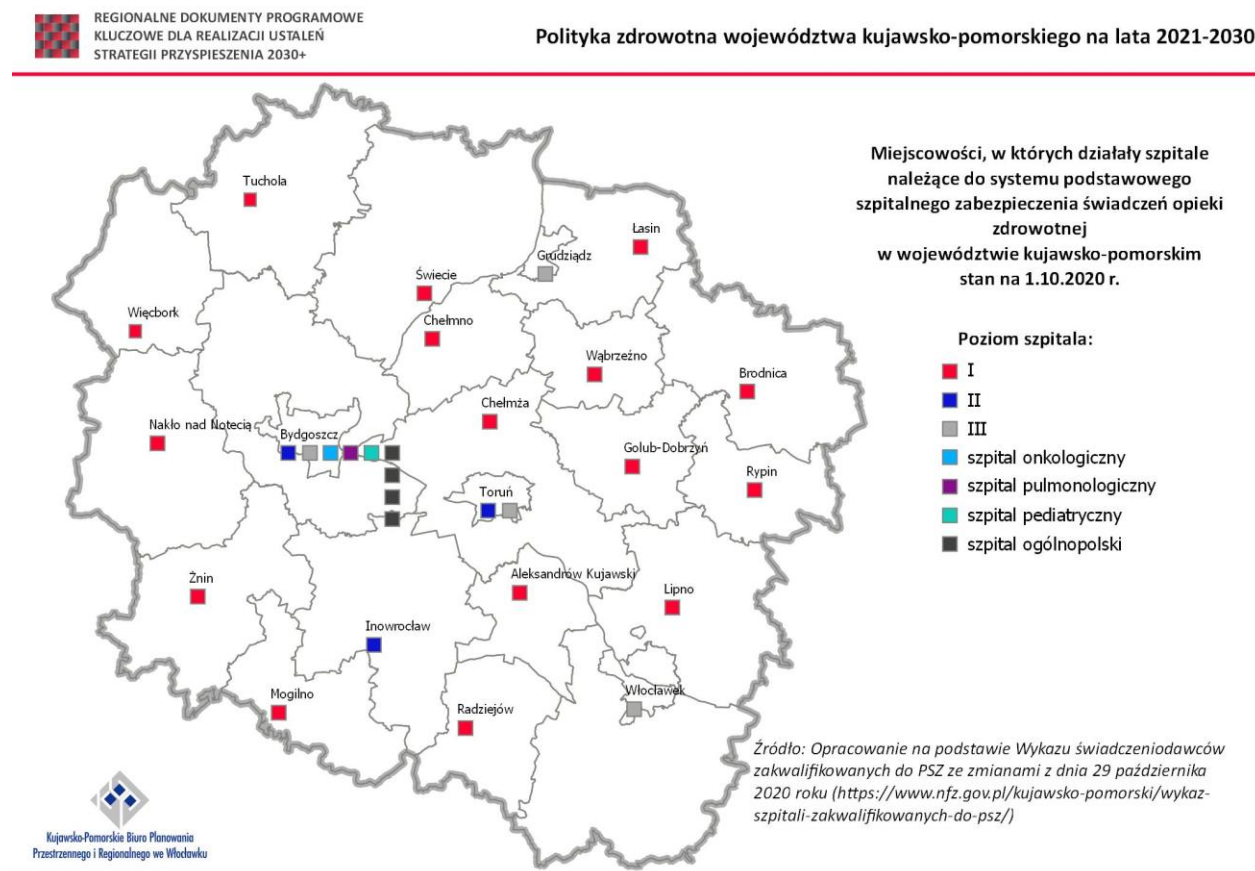 REGIONALNE DOKUMENTY PROGRAMOWE
KLUCZOWE DLA REALIZACJI USTALEŃ
STRATEGII PRZYSPIESZENIA 2030+
Polityka zdrowotna województwa kujawsko-pomorskiego na lata 2021-2030
Miejscowości, w których działały szpitale
należące do systemu podstawowego
szpitalnego zabezpieczenia świadczeń opieki
zdrowotnej
w województwie kujawsko-pomorskim
stan na 1.10.2020 r.
Poziom szpitala:
I
II
III
szpital onkologiczny
szpital pulmonologiczny
szpital pediatryczny
szpital ogólnopolski
Tuchola
Łasin
Grudziądz
Świecie
Więcbork
Chełmno
Wąbrzeźno
Brodnica
Chełmża
Nakło nad Notecią
Bydgoszcz
Golub-Dobrzyń
Rypin
Toruń
Żnin
Aleksandrów Kujawski
Lipno
Inowrocław
Mogilno
Radziejów
Włocławek
Źródło: Opracowanie na podstawie Wykazu świadczeniodawców
zakwalifikowanych do PSZ ze zmianami z dnia 29 października
2020 roku (https://www.nfz.gov.pl/kujawsko-pomorski/wykaz-
szpitali-zakwalifikowanych-do-psz/)
Kujawsko-Pomorskie Biuro Planowania
Przestrzennego i Regionalnego we Włocławku